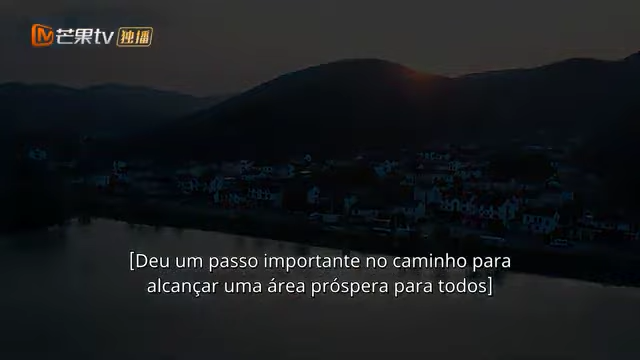 芒果tv 独播
[Deu um passo importante no caminho para
alcançar uma área próspera para todos]